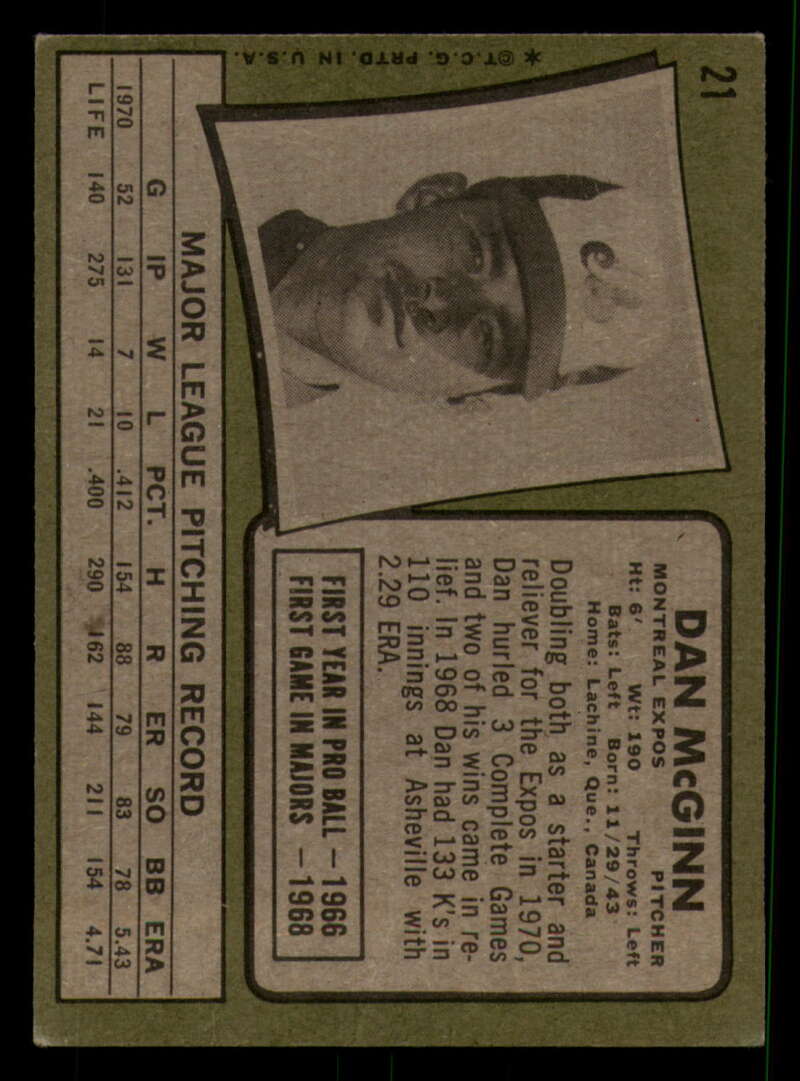 21
* ©T.C.G. PRTD. IN U.S.A.
DAN McGINN
MONTREAL EXPOS PITCHER
Ht: 6' Wt: 190 Throws: Left
Bats: Left Born: 11/29/43
Home: Lachine, Que., Canada
Doubling both as a starter and
reliever for the Expos in 1970,
Dan hurled 3 Complete Games
and two of his wins came in re-
lief. In 1968 Dan had 133 K's in
110 innings at Asheville with
2.29 ERA.
FIRST YEAR IN PRO BALL — 1966
FIRST GAME IN MAJORS — 1968
MAJOR LEAGUE PITCHING RECORD
G IP W L PCT. H R ER SO BB ERA
1970 52 131 7 10 .412 154 88 79 83 78 5.43
LIFE 140 275 14 21 .400 290 162 144 211 154 4.71